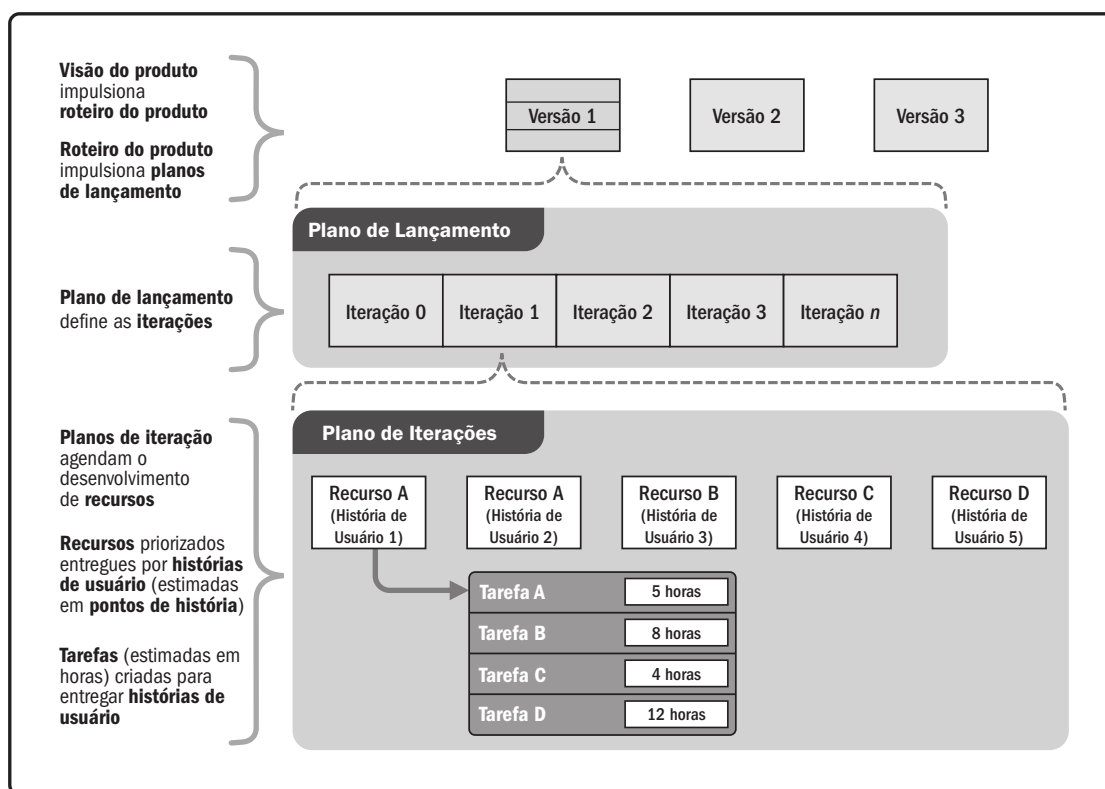 Visão do produto
impulsiona
roteiro do produto
Roteiro do produto
impulsiona planos
de lançamento
Versão 1
Versão 2
Versão 3
Plano de Lançamento
Plano de lançamento
define as iterações
Iteração 0
Iteração 1
Iteração 2
Iteração 3
Iteração n
Plano de Iterações
Planos de iteração
agendam o
desenvolvimento
de recursos
Recursos priorizados
entregues por histórias
de usuário (estimadas
em pontos de história)
Tarefas (estimadas em
horas) criadas para
entregar histórias de
usuário
Recurso A
(História de
Usuário 1)
Recurso A
(História de
Usuário 2)
Recurso B
(História de
Usuário 3)
Recurso C
(História de
Usuário 4)
Recurso D
(História de
Usuário 5)
Tarefa A
5 horas
Tarefa B
8 horas
Tarefa C
4 horas
Tarefa D
12 horas